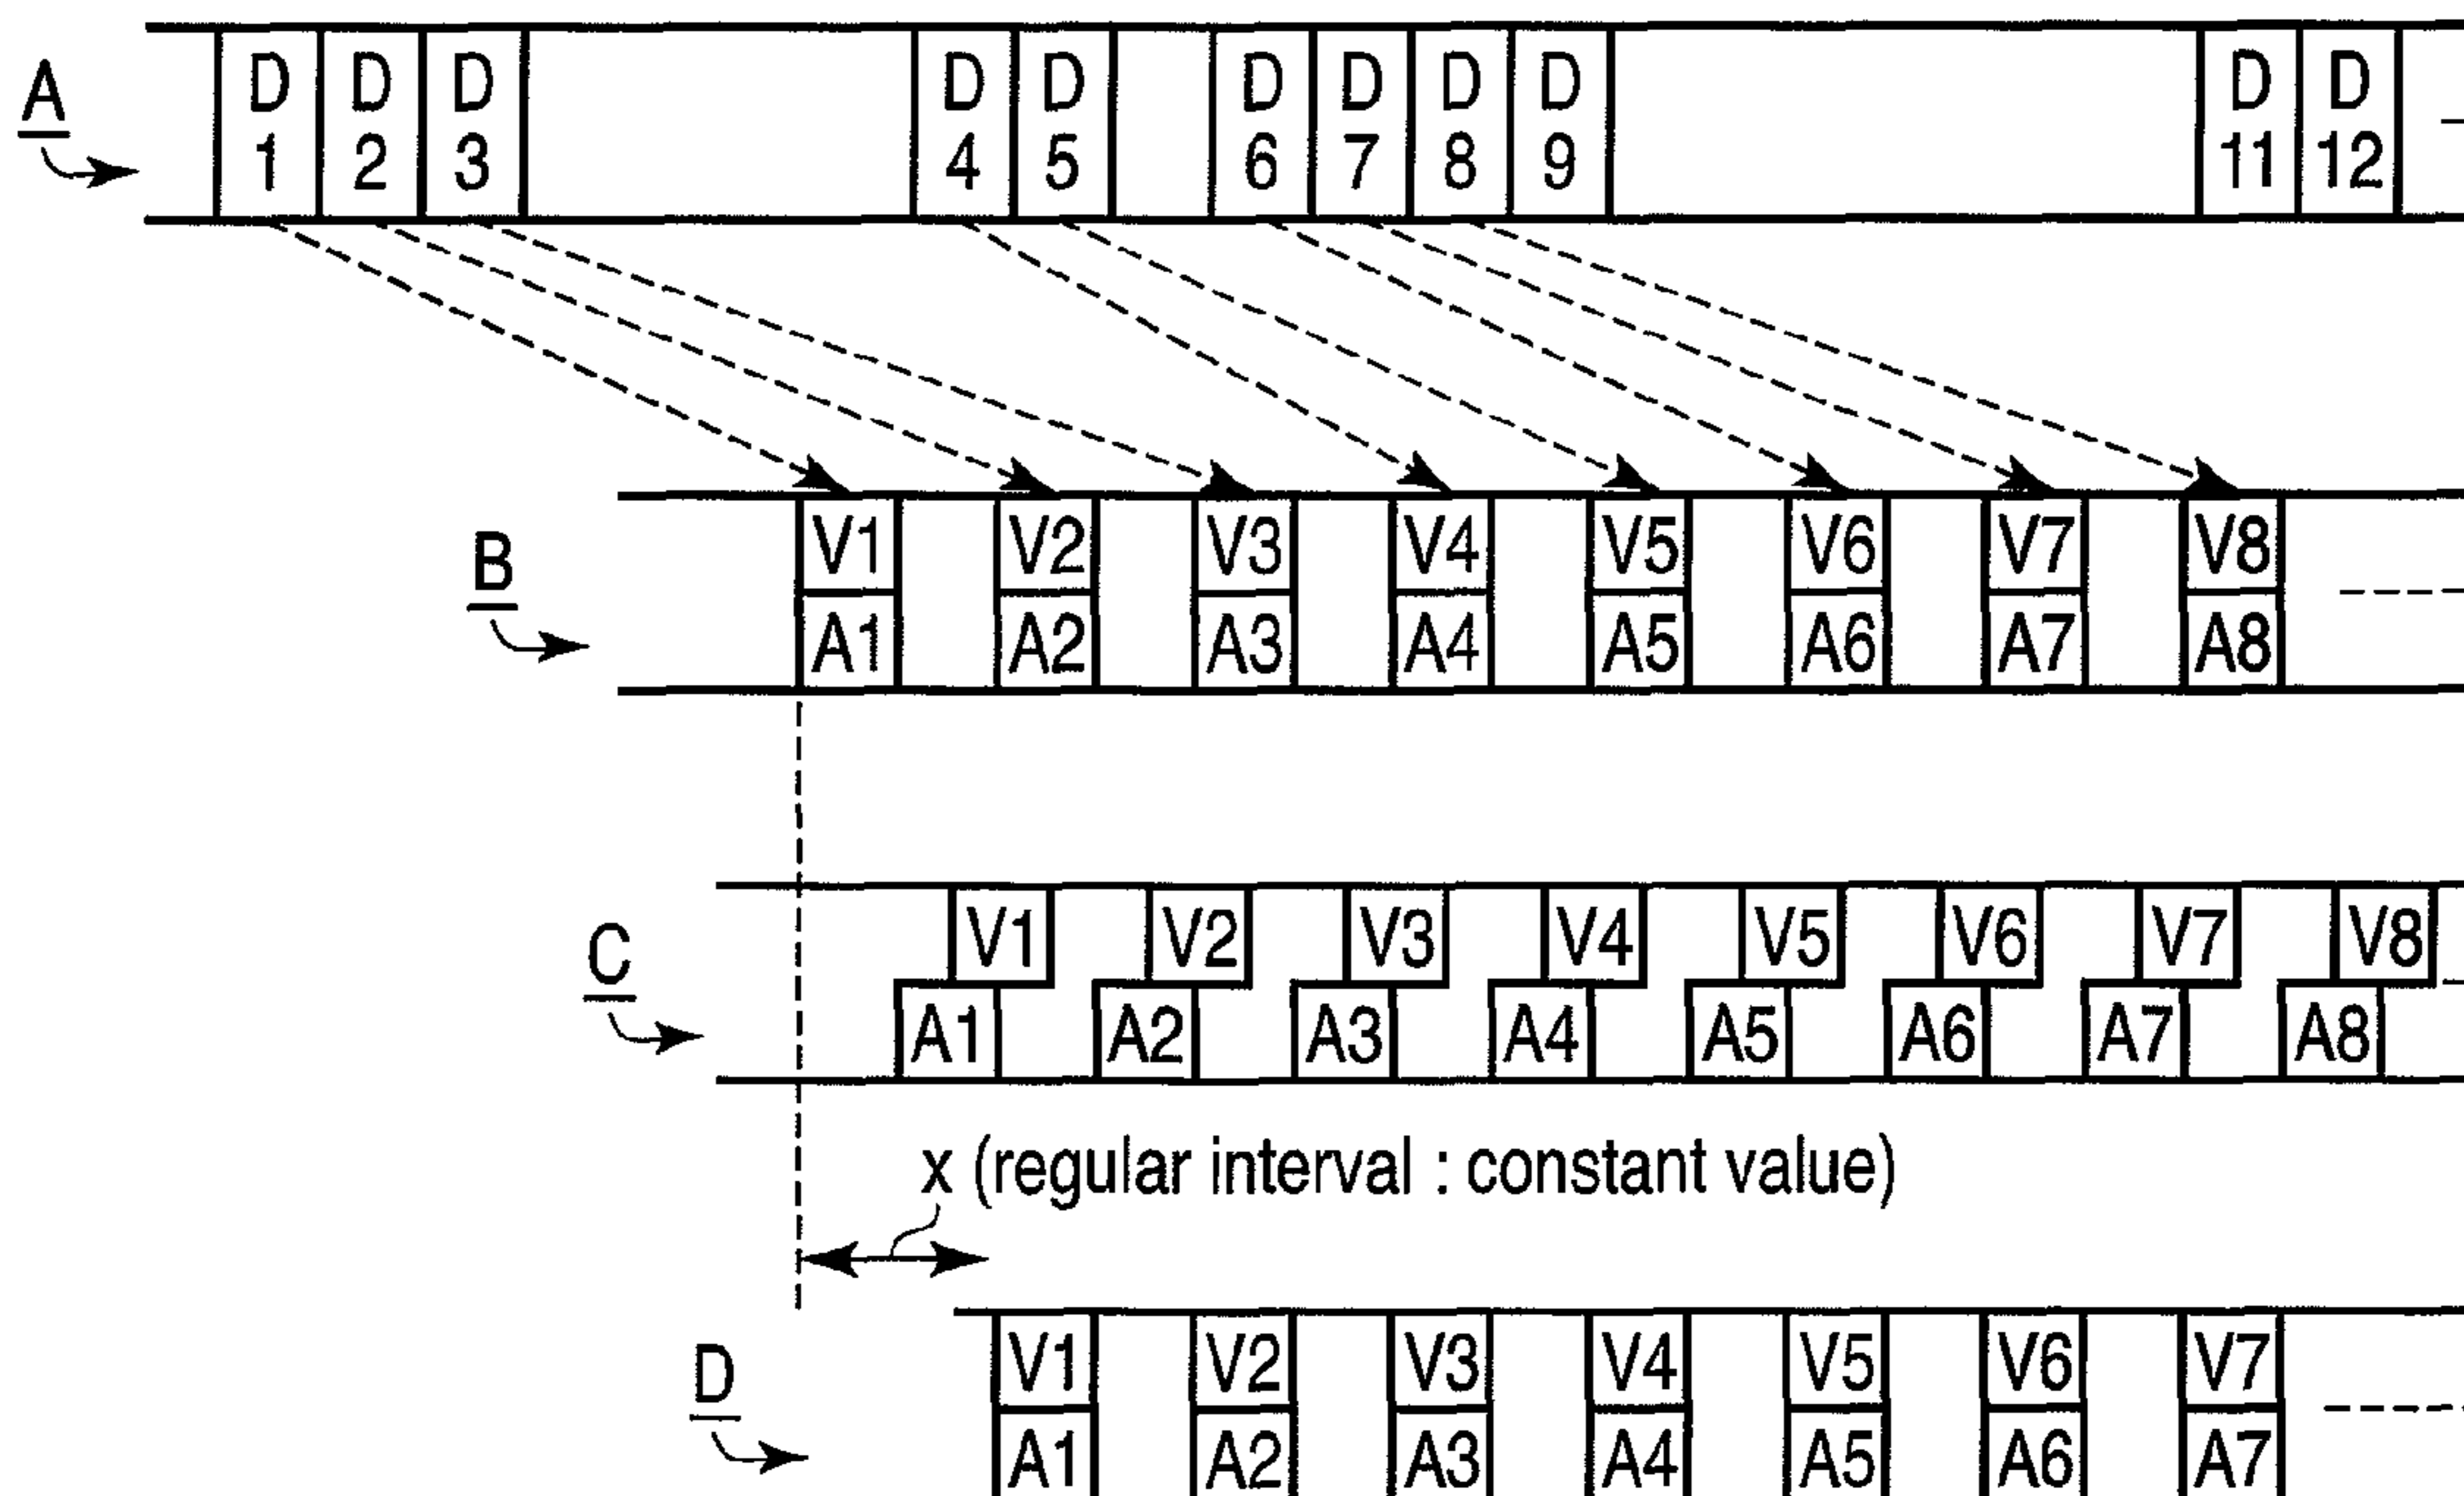 A
D 1 D 2 D 3 D 4 D 5 D 6 D 7 D 8 D 9 D 11 D 12
B
V1 V2 V3 V4 V5 V6 V7 V8
A1 A2 A3 A4 A5 A6 A7 A8
C
V1 V2 V3 V4 V5 V6 V7 V8
A1 A2 A3 A4 A5 A6 A7 A8
x (regular interval : constant value)
D
V1 V2 V3 V4 V5 V6 V7
A1 A2 A3 A4 A5 A6 A7